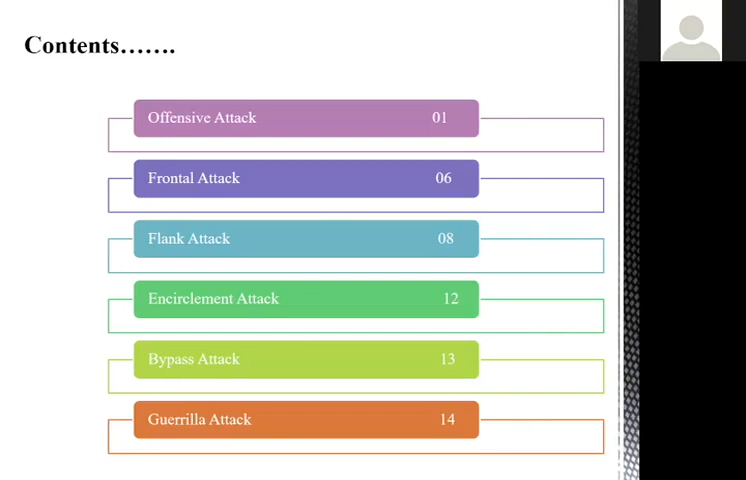 Contents…….
Offensive Attack 01
Frontal Attack 06
Flank Attack 08
Encirclement Attack 12
Bypass Attack 13
Guerrilla Attack 14